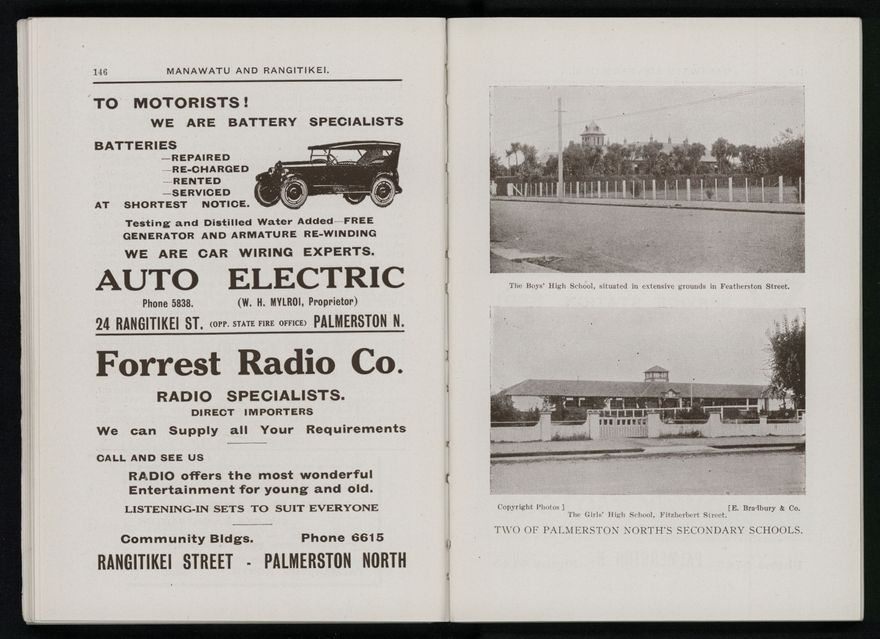 146 MANAWATU AND RANGITIKEI.
TO MOTORISTS!
WE ARE BATTERY SPECIALISTS
BATTERIES
—REPAIRED
—RE-CHARGED
—RENTED
—SERVICED
AT SHORTEST NOTICE.
Testing and Distilled Water Added—FREE
GENERATOR AND ARMATURE RE-WINDING
WE ARE CAR WIRING EXPERTS.
AUTO ELECTRIC
Phone 5838. (W. H. MYLROI, Proprietor)
24 RANGITIKEI ST. (OPP. STATE FIRE OFFICE) PALMERSTON N.
Forrest Radio Co.
RADIO SPECIALISTS.
DIRECT IMPORTERS
We can Supply all Your Requirements
CALL AND SEE US
RADIO offers the most wonderful
Entertainment for young and old.
LISTENING-IN SETS TO SUIT EVERYONE
Community Bldgs. Phone 6615
RANGITIKEI STREET - PALMERSTON NORTH
The Boys' High School, situated in extensive grounds in Featherston Street.
Copyright Photos] [E. Bradbury & Co.
The Girls' High School, Fitzherbert Street.
TWO OF PALMERSTON NORTH'S SECONDARY SCHOOLS.